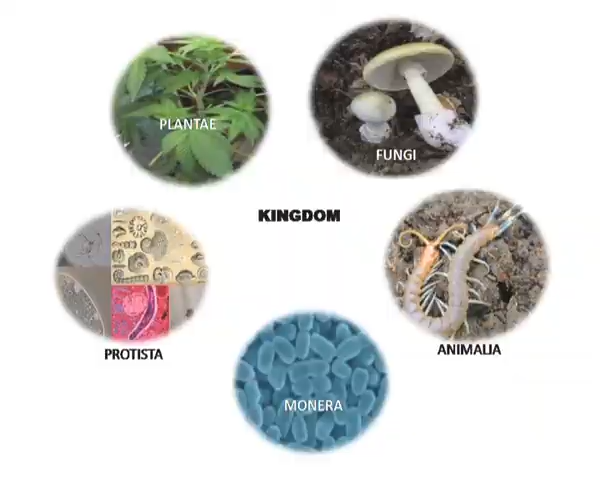 PLANTAE
FUNGI
KINGDOM
PROTISTA
ANIMALIA
MONERA